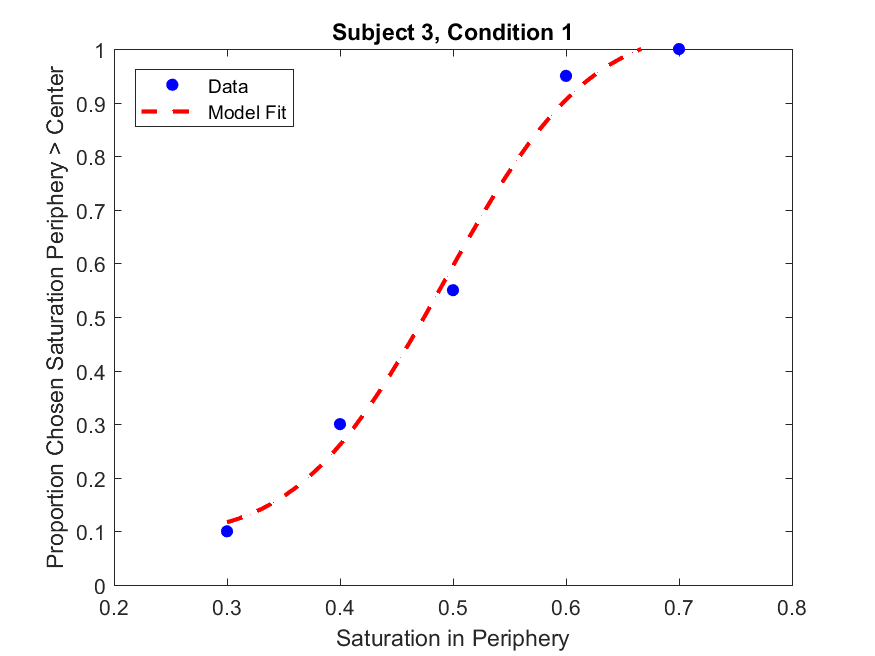 Subject 3, Condition 1
Data
Model Fit
Proportion Chosen Saturation Periphery > Center
1
0.9
0.8
0.7
0.6
0.5
0.4
0.3
0.2
0.1
0
0.2 0.3 0.4 0.5 0.6 0.7 0.8
Saturation in Periphery